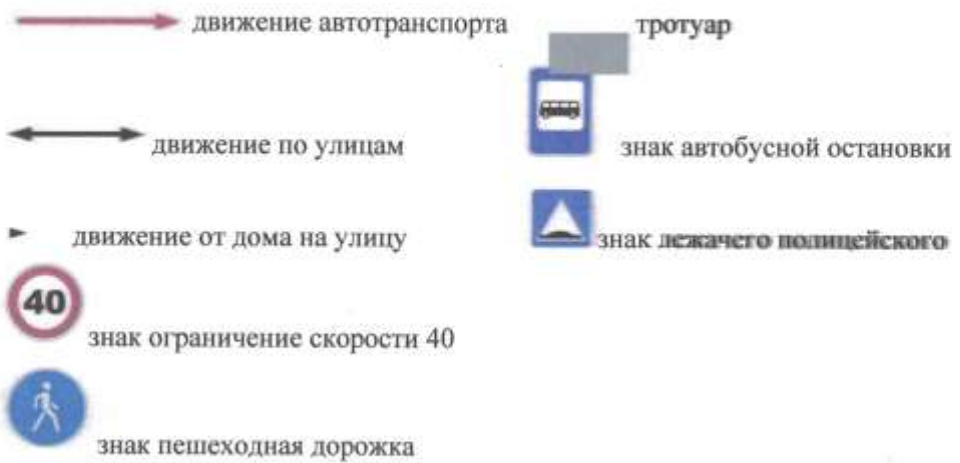 движение автотранспорта
тротуар
движение по улицам
знак автобусной остановки
движение от дома на улицу
знак лежачего полицейского
40
знак ограничение скорости 40
знак пешеходная дорожка